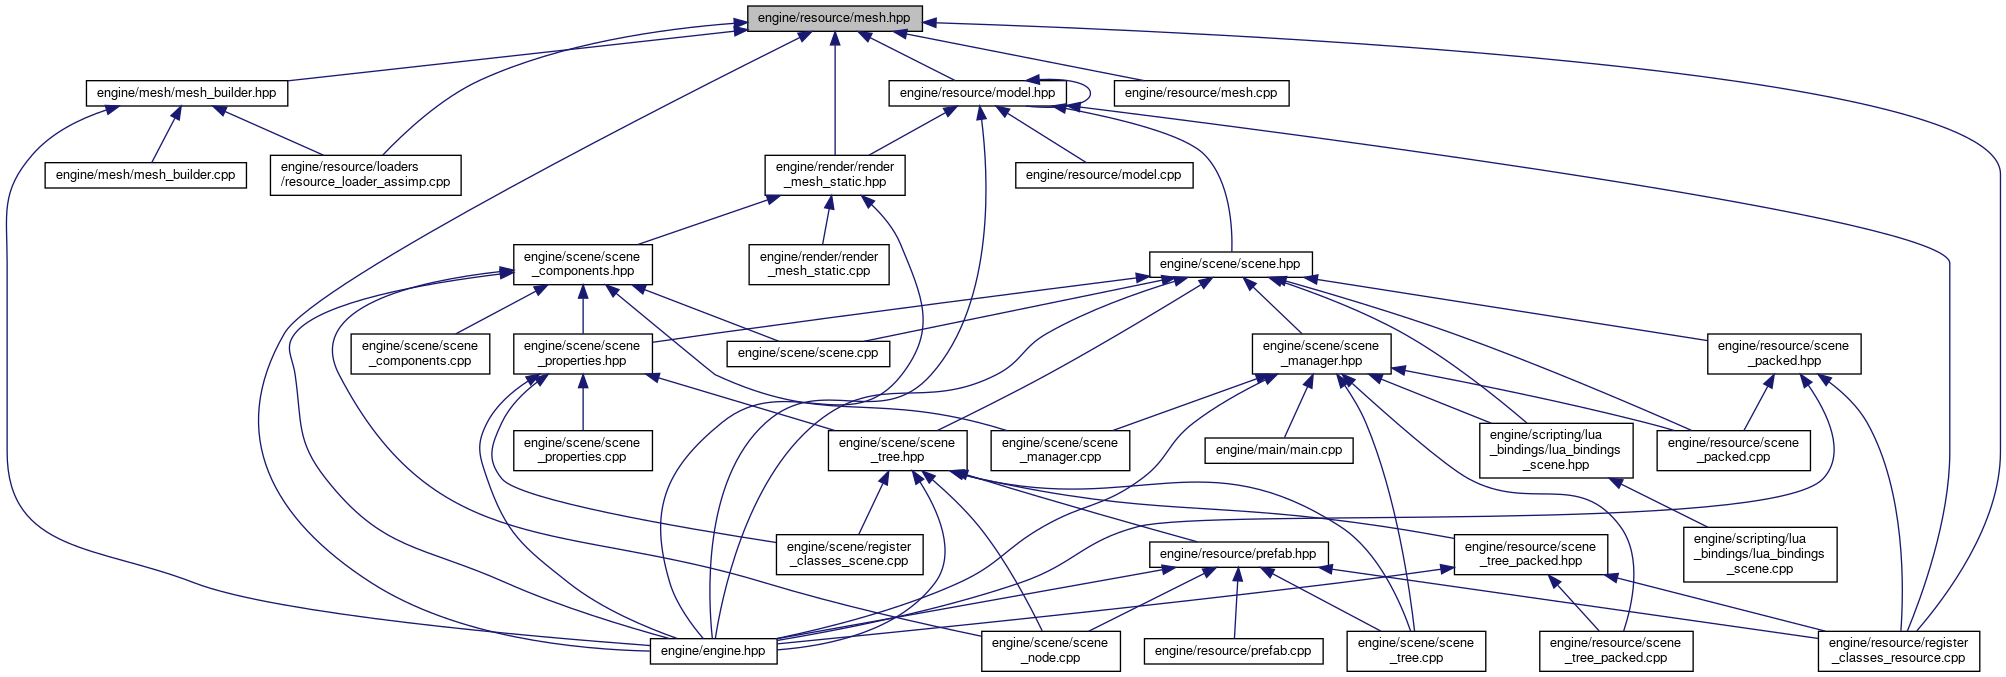 engine/resource/mesh.hpp
engine/mesh/mesh_builder.hpp
engine/resource/model.hpp
engine/resource/mesh.cpp
engine/mesh/mesh_builder.cpp
engine/resource/loaders
/resource_loader_assimp.cpp
engine/render/render
_mesh_static.hpp
engine/resource/model.cpp
engine/scene/scene
_components.hpp
engine/render/render
_mesh_static.cpp
engine/scene/scene.hpp
engine/scene/scene
_components.cpp
engine/scene/scene
_properties.hpp
engine/scene/scene.cpp
engine/scene/scene
_manager.hpp
engine/resource/scene
_packed.hpp
engine/scene/scene
_properties.cpp
engine/scene/scene
_tree.hpp
engine/scene/scene
_manager.cpp
engine/main/main.cpp
engine/scripting/lua
_bindings/lua_bindings
_scene.hpp
engine/resource/scene
_packed.cpp
engine/scene/register
_classes_scene.cpp
engine/resource/prefab.hpp
engine/resource/scene
_tree_packed.hpp
engine/scripting/lua
_bindings/lua_bindings
_scene.cpp
engine/engine.hpp
engine/scene/scene
_node.cpp
engine/resource/prefab.cpp
engine/scene/scene
_tree.cpp
engine/resource/scene
_tree_packed.cpp
engine/resource/register
_classes_resource.cpp